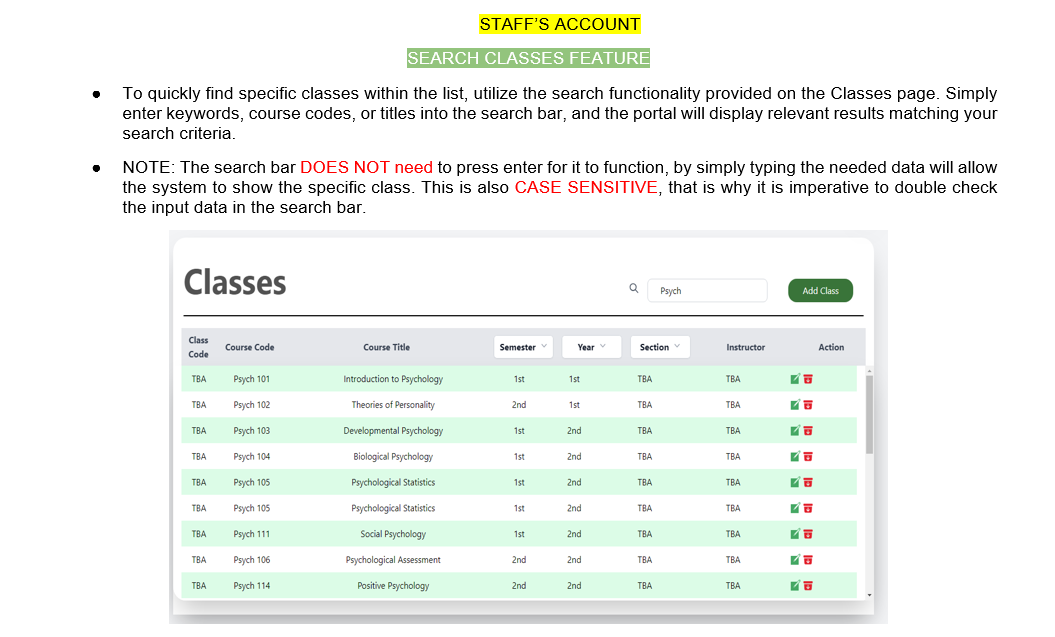 STAFF'S ACCOUNT
SEARCH CLASSES FEATURE
● To quickly find specific classes within the list, utilize the search functionality provided on the Classes page. Simply
enter keywords, course codes, or titles into the search bar, and the portal will display relevant results matching your
search criteria.
● NOTE: The search bar DOES NOT need to press enter for it to function, by simply typing the needed data will allow
the system to show the specific class. This is also CASE SENSITIVE, that is why it is imperative to double check
the input data in the search bar.
Classes
Psych Add Class
Class Code Course Code Course Title Semester Year Section Instructor Action
TBA Psych 101 Introduction to Psychology 1st 1st TBA TBA
TBA Psych 102 Theories of Personality 2nd 1st TBA TBA
TBA Psych 103 Developmental Psychology 1st 2nd TBA TBA
TBA Psych 104 Biological Psychology 1st 2nd TBA TBA
TBA Psych 105 Psychological Statistics 1st 2nd TBA TBA
TBA Psych 105 Psychological Statistics 1st 2nd TBA TBA
TBA Psych 111 Social Psychology 1st 2nd TBA TBA
TBA Psych 106 Psychological Assessment 2nd 2nd TBA TBA
TBA Psych 114 Positive Psychology 2nd 2nd TBA TBA